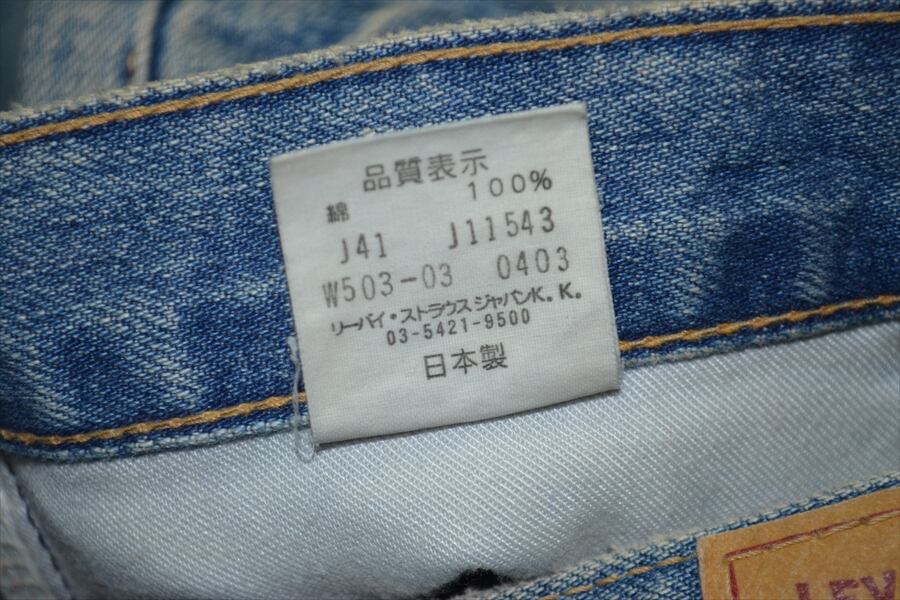 品質表示
綿 100%
J41 J11543
W503-03 0403
リーバイ・ストラウスジャパンK.K.
03-5421-9500
日本製
LEV